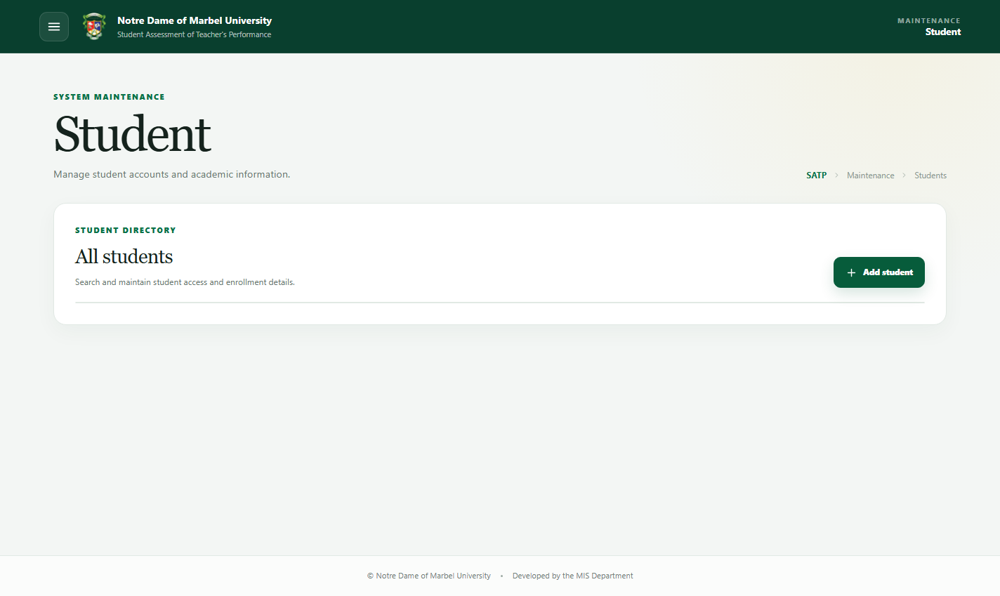 Notre Dame of Marbel University
Student Assessment of Teacher's Performance
MAINTENANCE
Student
SYSTEM MAINTENANCE
Student
Manage student accounts and academic information.
SATP > Maintenance > Students
STUDENT DIRECTORY
All students
Search and maintain student access and enrollment details.
+ Add student
© Notre Dame of Marbel University • Developed by the MIS Department